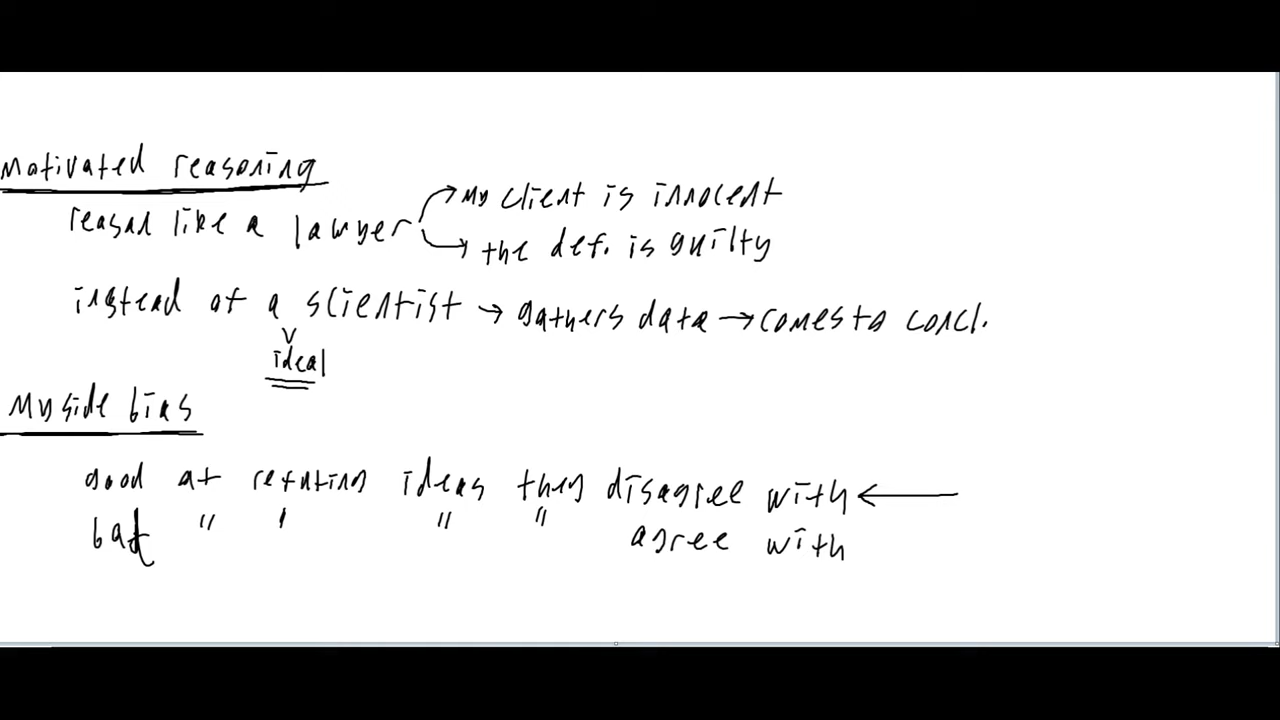 Motivated reasoning
reason like a lawyer → My client is innocent
→ the def. is guilty
instead of a scientist → gathers data → comes to concl.
ideal
Myside bias
good at refuting ideas they disagree with ←
bad " " " " agree with